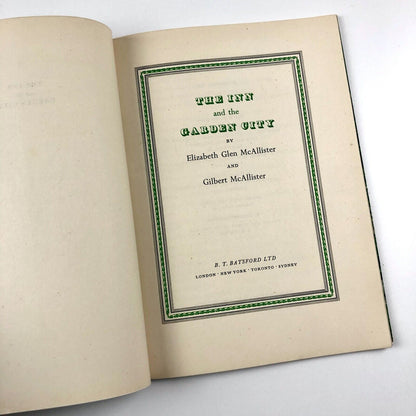 THE INN
and the
GARDEN CITY
BY
Elizabeth Glen McAllister
AND
Gilbert McAllister
B. T. BATSFORD LTD
LONDON · NEW YORK · TORONTO · SYDNEY